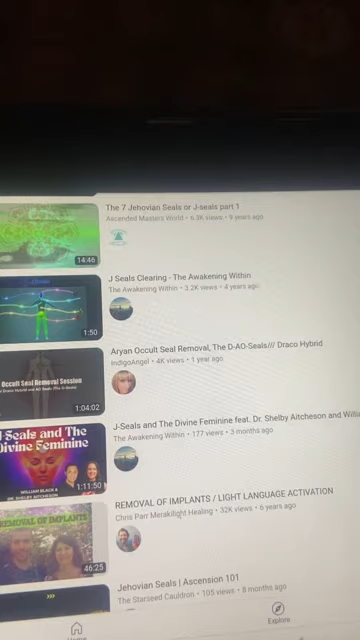 The 7 Jehovian Seals or J-seals part 1
Ascended Masters World • 6.3K views • 9 years ago
14:46
J Seals Clearing - The Awakening Within
The Awakening Within • 3.2K views • 4 years ago
1:50
Aryan Occult Seal Removal, The D-AO-Seals/// Draco Hybrid
IndigoAngel • 4K views • 1 year ago
Occult Seal Removal Session
1:04:02
J-Seals and The Divine Feminine feat. Dr. Shelby Aitcheson and Willia
The Awakening Within • 177 views • 3 months ago
J-Seals and The
Divine Feminine
WILLIAM BLACK &
DR. SHELBY AITCHESON
1:11:50
REMOVAL OF IMPLANTS / LIGHT LANGUAGE ACTIVATION
Chris Parr Merakilight Healing • 32K views • 6 years ago
REMOVAL OF IMPLANTS
46:25
Jehovian Seals | Ascension 101
The Starseed Cauldron • 105 views • 8 months ago
Home
Explore